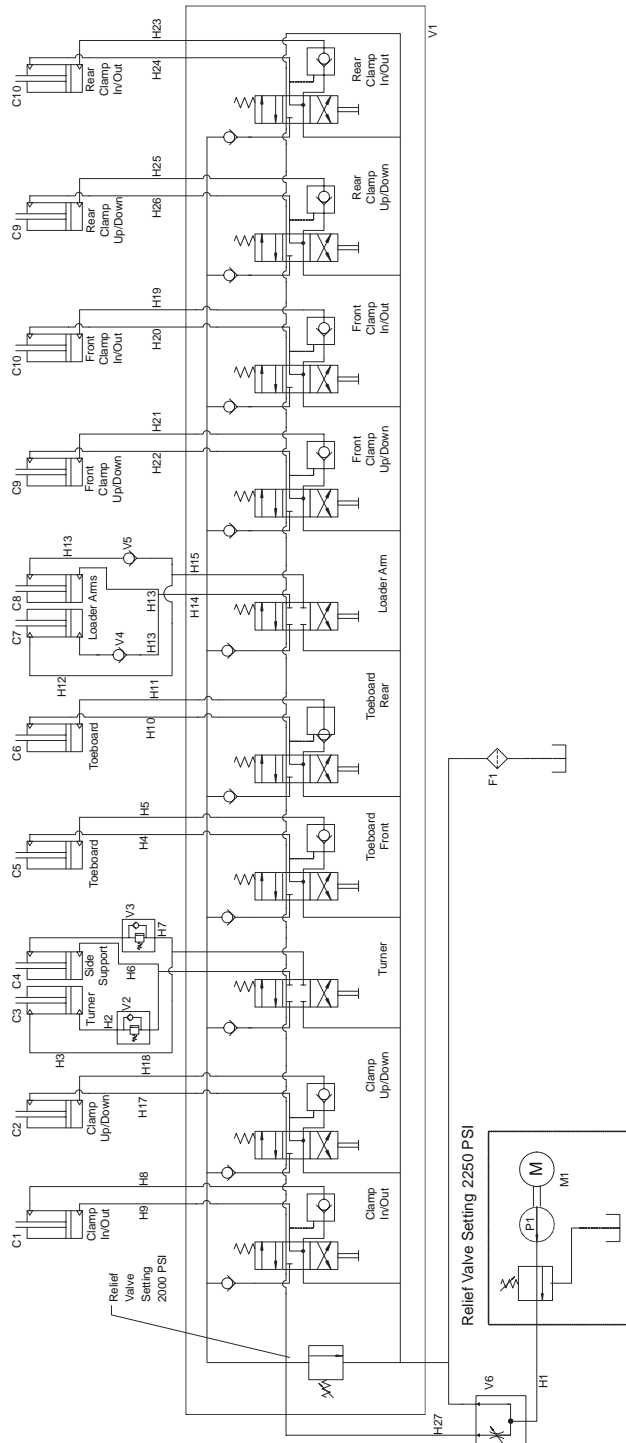 C1
Clamp
In/Out
H8
H9
C2
Clamp
Up/Down
H17
C3
Turner
C4
Side
Support
H3
H18
H2
V2
H6
V3
H7
C5
Toeboard
H4
H5
C6
Toeboard
H10
H11
C7
C8
Loader Arms
H12
V4
H13
H13
H13
V5
H14
H15
C9
Front
Clamp
Up/Down
H22
H21
C10
Front
Clamp
In/Out
H20
H19
C9
Rear
Clamp
Up/Down
H26
H25
C10
Rear
Clamp
In/Out
H24
H23
Relief
Valve
Setting
2000 PSI
Clamp
In/Out
Clamp
Up/Down
Turner
Toeboard
Front
Toeboard
Rear
Loader Arm
Front
Clamp
Up/Down
Front
Clamp
In/Out
Rear
Clamp
Up/Down
Rear
Clamp
In/Out
V1
H27
V6
H1
Relief Valve Setting 2250 PSI
P1
M
M1
F1